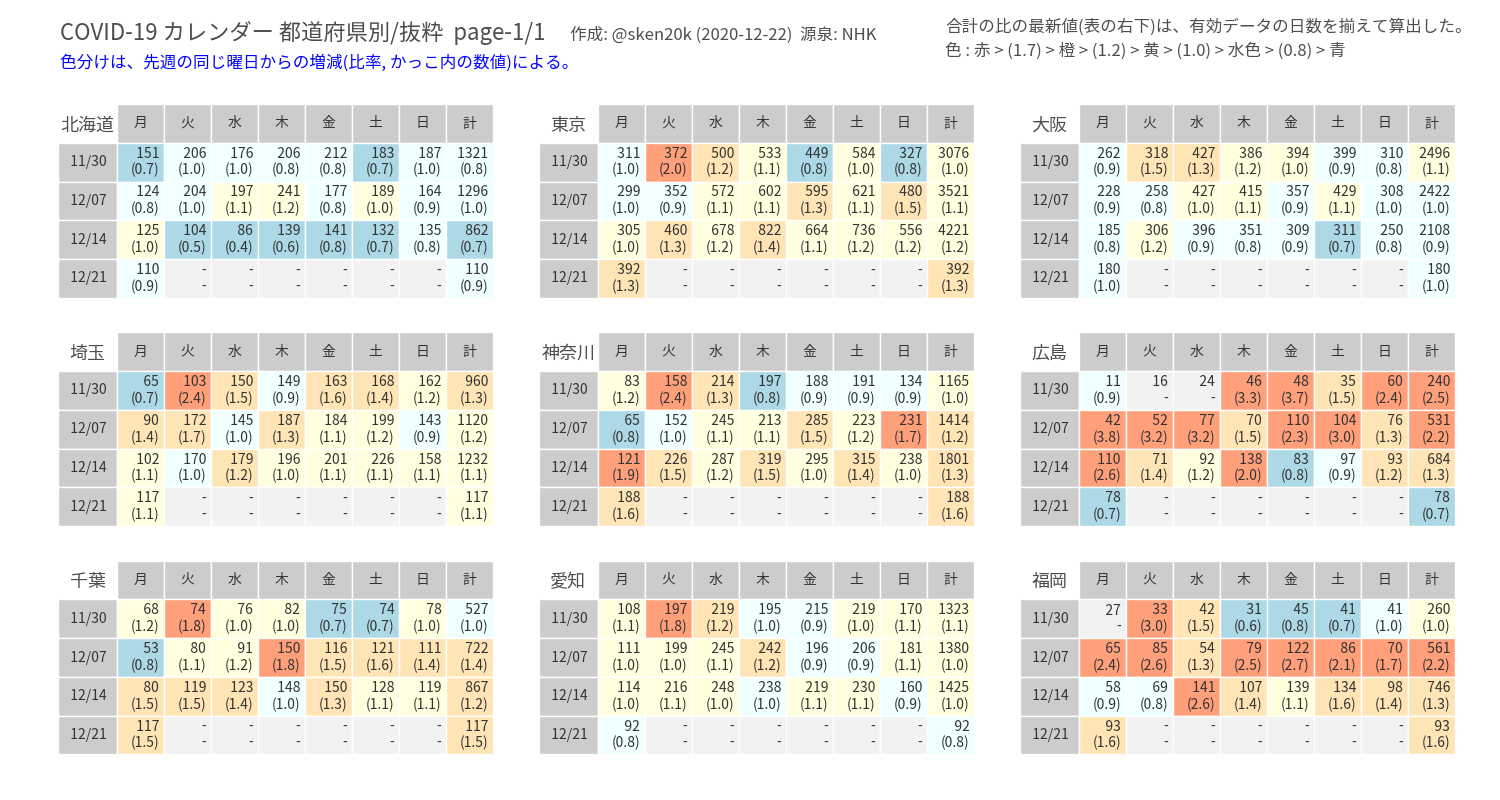 COVID-19 カレンダー 都道府県別/抜粋 page-1/1 作成: @sken20k (2020-12-22) 源泉: NHK
合計の比の最新値(表の右下)は、有効データの日数を揃えて算出した。
色分けは、先週の同じ曜日からの増減(比率, かっこ内の数値)による。
色 : 赤 > (1.7) > 橙 > (1.2) > 黄 > (1.0) > 水色 > (0.8) > 青
北海道 月 火 水 木 金 土 日 計
11/30 151 206 176 206 212 183 187 1321
(0.7) (1.0) (1.0) (0.8) (0.8) (0.7) (1.0) (0.8)
12/07 124 204 197 241 177 189 164 1296
(0.8) (1.0) (1.1) (1.2) (0.8) (1.0) (0.9) (1.0)
12/14 125 104 86 139 141 132 135 862
(1.0) (0.5) (0.4) (0.6) (0.8) (0.7) (0.8) (0.7)
12/21 110 - - - - - - 110
(0.9) - - - - - - (0.9)
東京 月 火 水 木 金 土 日 計
11/30 311 372 500 533 449 584 327 3076
(1.0) (2.0) (1.2) (1.1) (0.8) (1.0) (0.8) (1.0)
12/07 299 352 572 602 595 621 480 3521
(1.0) (0.9) (1.1) (1.1) (1.3) (1.1) (1.5) (1.1)
12/14 305 460 678 822 664 736 556 4221
(1.0) (1.3) (1.2) (1.4) (1.1) (1.2) (1.2) (1.2)
12/21 392 - - - - - - 392
(1.3) - - - - - - (1.3)
大阪 月 火 水 木 金 土 日 計
11/30 262 318 427 386 394 399 310 2496
(0.9) (1.5) (1.3) (1.2) (1.0) (0.9) (0.8) (1.1)
12/07 228 258 427 415 357 429 308 2422
(0.9) (0.8) (1.0) (1.1) (0.9) (1.1) (1.0) (1.0)
12/14 185 306 396 351 309 311 250 2108
(0.8) (1.2) (0.9) (0.8) (0.9) (0.7) (0.8) (0.9)
12/21 180 - - - - - - 180
(1.0) - - - - - - (1.0)
埼玉 月 火 水 木 金 土 日 計
11/30 65 103 150 149 163 168 162 960
(0.7) (2.4) (1.5) (0.9) (1.6) (1.4) (1.2) (1.3)
12/07 90 172 145 187 184 199 143 1120
(1.4) (1.7) (1.0) (1.3) (1.1) (1.2) (0.9) (1.2)
12/14 102 170 179 196 201 226 158 1232
(1.1) (1.0) (1.2) (1.0) (1.1) (1.1) (1.1) (1.1)
12/21 117 - - - - - - 117
(1.1) - - - - - - (1.1)
神奈川 月 火 水 木 金 土 日 計
11/30 83 158 214 197 188 191 134 1165
(1.2) (2.4) (1.3) (0.8) (0.9) (0.9) (0.9) (1.0)
12/07 65 152 245 213 285 223 231 1414
(0.8) (1.0) (1.1) (1.1) (1.5) (1.2) (1.7) (1.2)
12/14 121 226 287 319 295 315 238 1801
(1.9) (1.5) (1.2) (1.5) (1.0) (1.4) (1.0) (1.3)
12/21 188 - - - - - - 188
(1.6) - - - - - - (1.6)
広島 月 火 水 木 金 土 日 計
11/30 11 16 24 46 48 35 60 240
(0.9) - - (3.3) (3.7) (1.5) (2.4) (2.5)
12/07 42 52 77 70 110 104 76 531
(3.8) (3.2) (3.2) (1.5) (2.3) (3.0) (1.3) (2.2)
12/14 110 71 92 138 83 97 93 684
(2.6) (1.4) (1.2) (2.0) (0.8) (0.9) (1.2) (1.3)
12/21 78 - - - - - - 78
(0.7) - - - - - - (0.7)
千葉 月 火 水 木 金 土 日 計
11/30 68 74 76 82 75 74 78 527
(1.2) (1.8) (1.0) (1.0) (0.7) (0.7) (1.0) (1.0)
12/07 53 80 91 150 116 121 111 722
(0.8) (1.1) (1.2) (1.8) (1.5) (1.6) (1.4) (1.4)
12/14 80 119 123 148 150 128 119 867
(1.5) (1.5) (1.4) (1.0) (1.3) (1.1) (1.1) (1.2)
12/21 117 - - - - - - 117
(1.5) - - - - - - (1.5)
愛知 月 火 水 木 金 土 日 計
11/30 108 197 219 195 215 219 170 1323
(1.1) (1.8) (1.2) (1.0) (0.9) (1.0) (1.1) (1.1)
12/07 111 199 245 242 196 206 181 1380
(1.0) (1.0) (1.1) (1.2) (0.9) (0.9) (1.1) (1.0)
12/14 114 216 248 238 219 230 160 1425
(1.0) (1.1) (1.0) (1.0) (1.1) (1.1) (0.9) (1.0)
12/21 92 - - - - - - 92
(0.8) - - - - - - (0.8)
福岡 月 火 水 木 金 土 日 計
11/30 27 33 42 31 45 41 41 260
- (3.0) (1.5) (0.6) (0.8) (0.7) (1.0) (1.0)
12/07 65 85 54 79 122 86 70 561
(2.4) (2.6) (1.3) (2.5) (2.7) (2.1) (1.7) (2.2)
12/14 58 69 141 107 139 134 98 746
(0.9) (0.8) (2.6) (1.4) (1.1) (1.6) (1.4) (1.3)
12/21 93 - - - - - - 93
(1.6) - - - - - - (1.6)